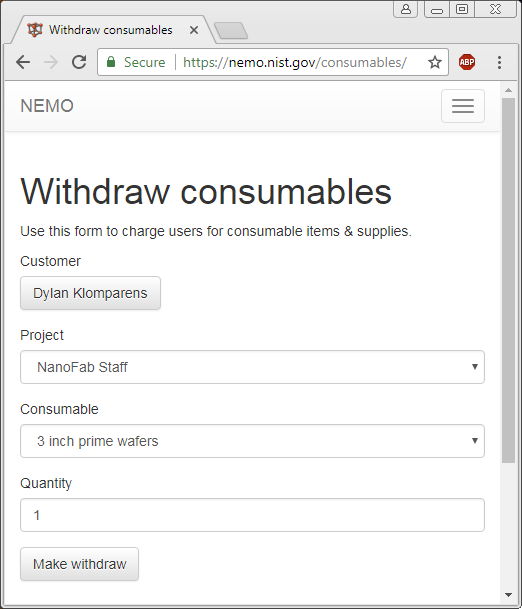 Withdraw consumables
Secure https://nemo.nist.gov/consumables/ ABP
NEMO
Withdraw consumables
Use this form to charge users for consumable items & supplies.
Customer
Dylan Klomparens
Project
NanoFab Staff
Consumable
3 inch prime wafers
Quantity
1
Make withdraw